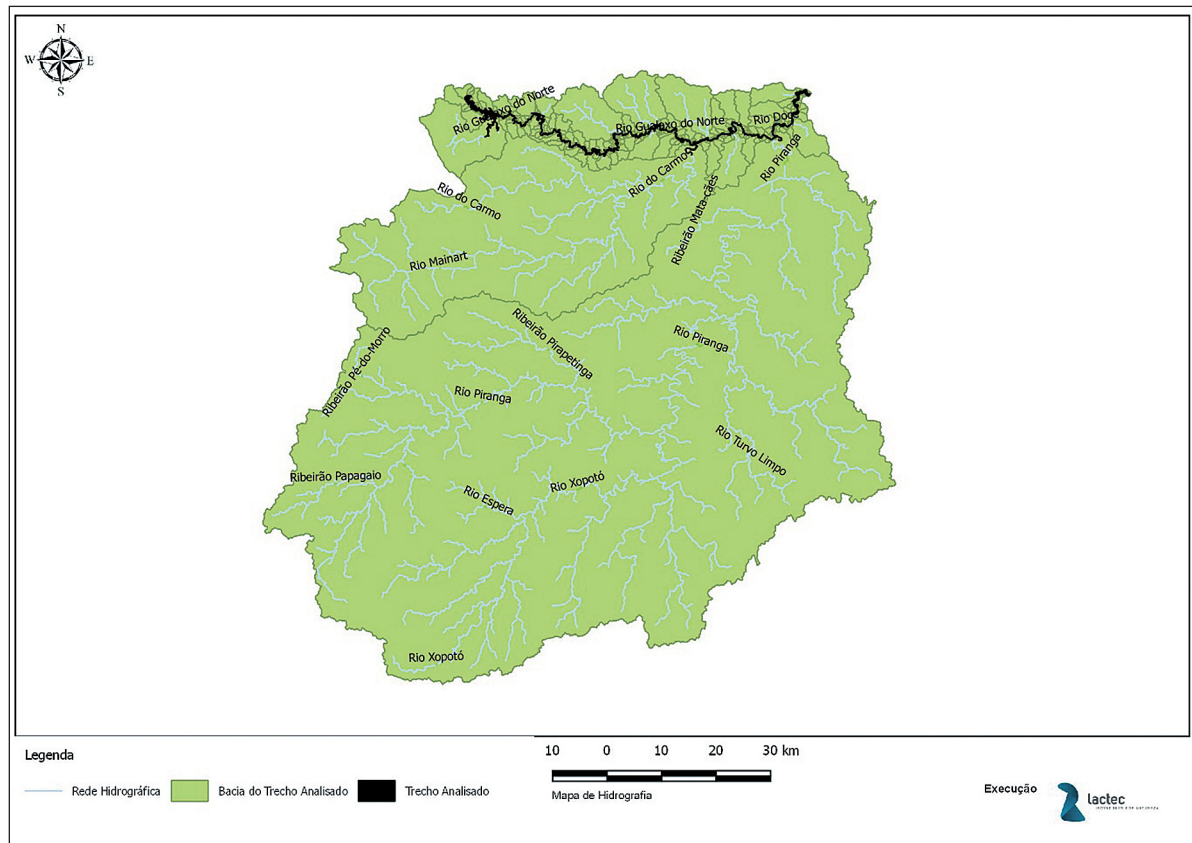 N
W E
S
Rio Gualaxo do Norte
Rio Gualaxo do Norte
Rio Doce
Rio Piranga
Rio do Carmo
Rio do Carmo
Ribeirão Mata-cães
Rio Mainart
Ribeirão Pirapetinga
Rio Piranga
Ribeirão Pé-do-Morro
Rio Piranga
Rio Turvo Limpo
Ribeirão Papagaio
Rio Xopotó
Rio Espera
Rio Xopotó
Legenda
Rede Hidrográfica
Bacia do Trecho Analisado
Trecho Analisado
10 0 10 20 30 km
Mapa de Hidrografia
Execução
lactec